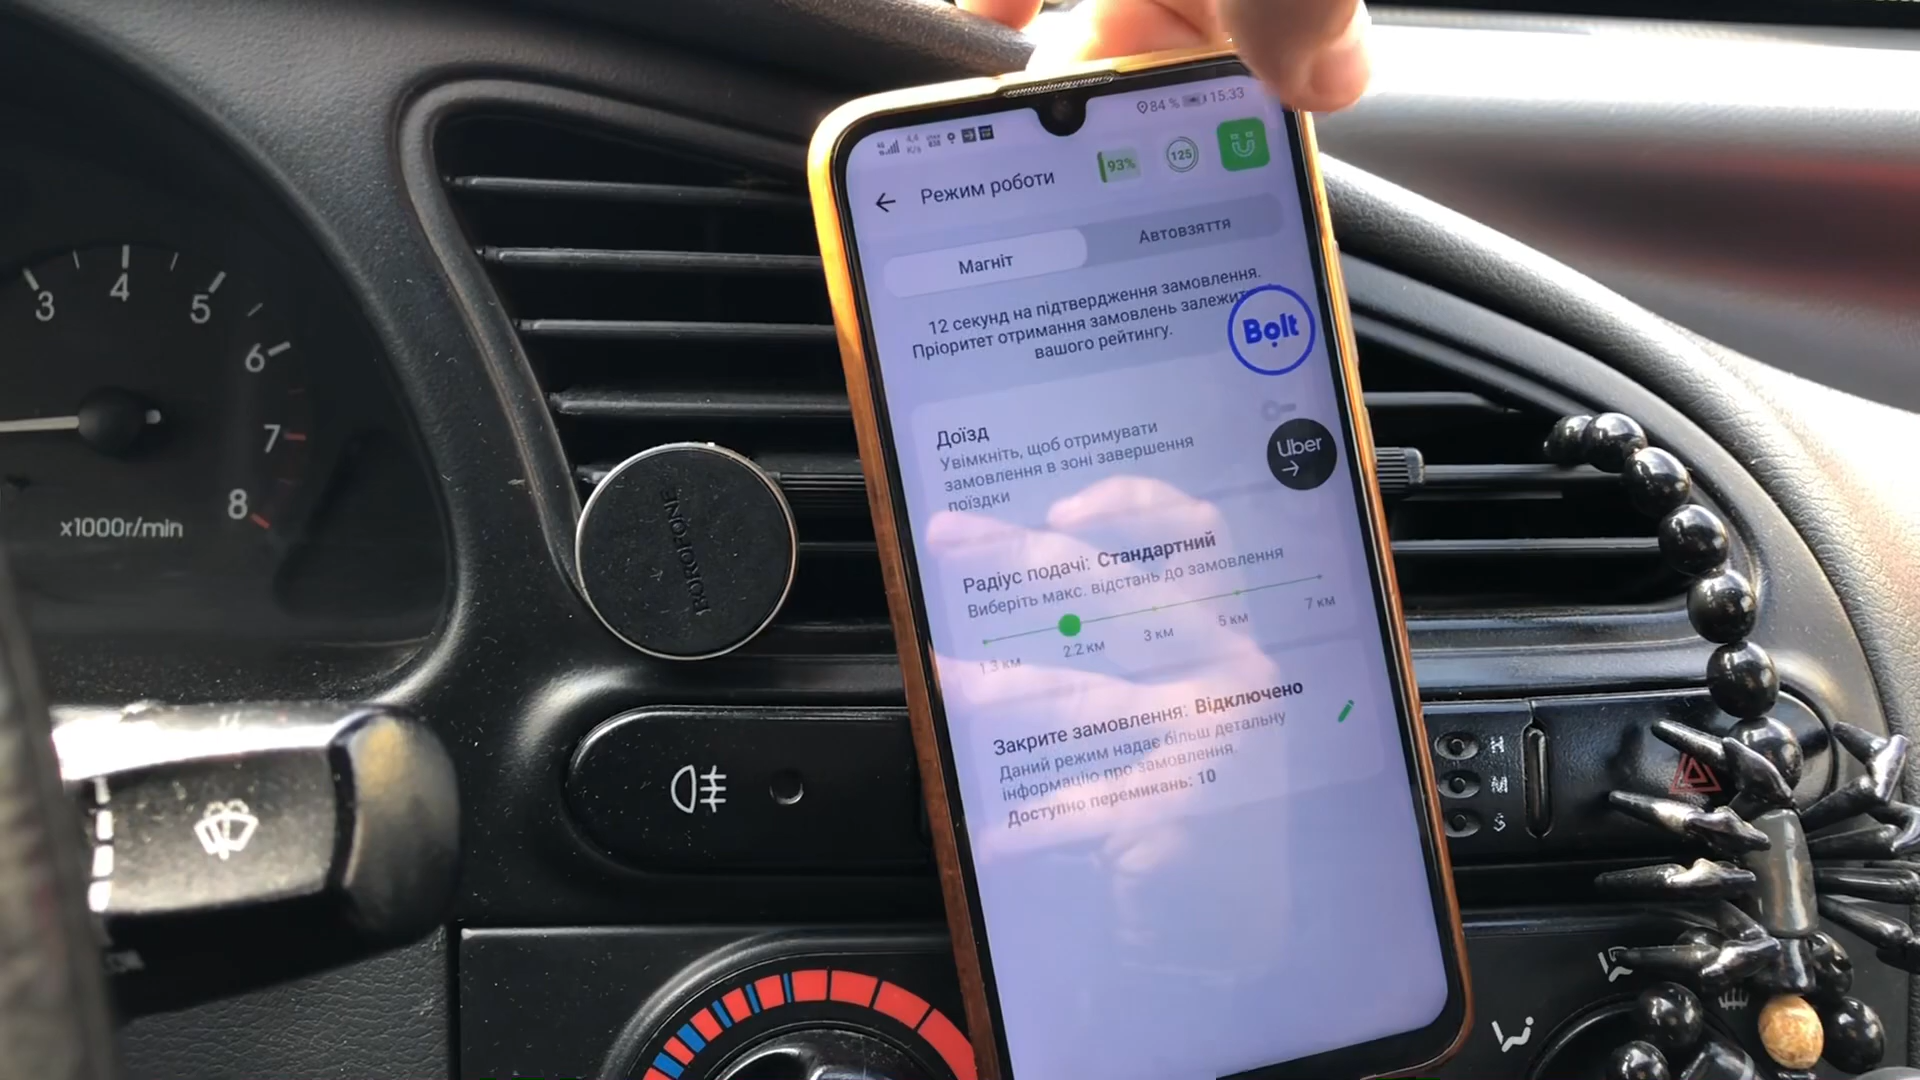 84 % 15:33
Режим роботи
93%
125
Магніт
Автовзяття
12 секунд на підтвердження замовлення.
Пріоритет отримання замовлень залежить
вашого рейтингу.
Bolt
Доїзд
Увімкніть, щоб отримувати
замовлення в зоні завершення
поїздки
Uber
Радіус подачі: Стандартний
Виберіть макс. відстань до замовлення
1.3 км
2.2 км
3 км
5 км
7 км
Закрите замовлення: Відключено
Даний режим надає більш детальну
інформацію про замовлення.
Доступно перемикань: 10
3
4
5
6
7
8
x1000r/min
BOROFONE